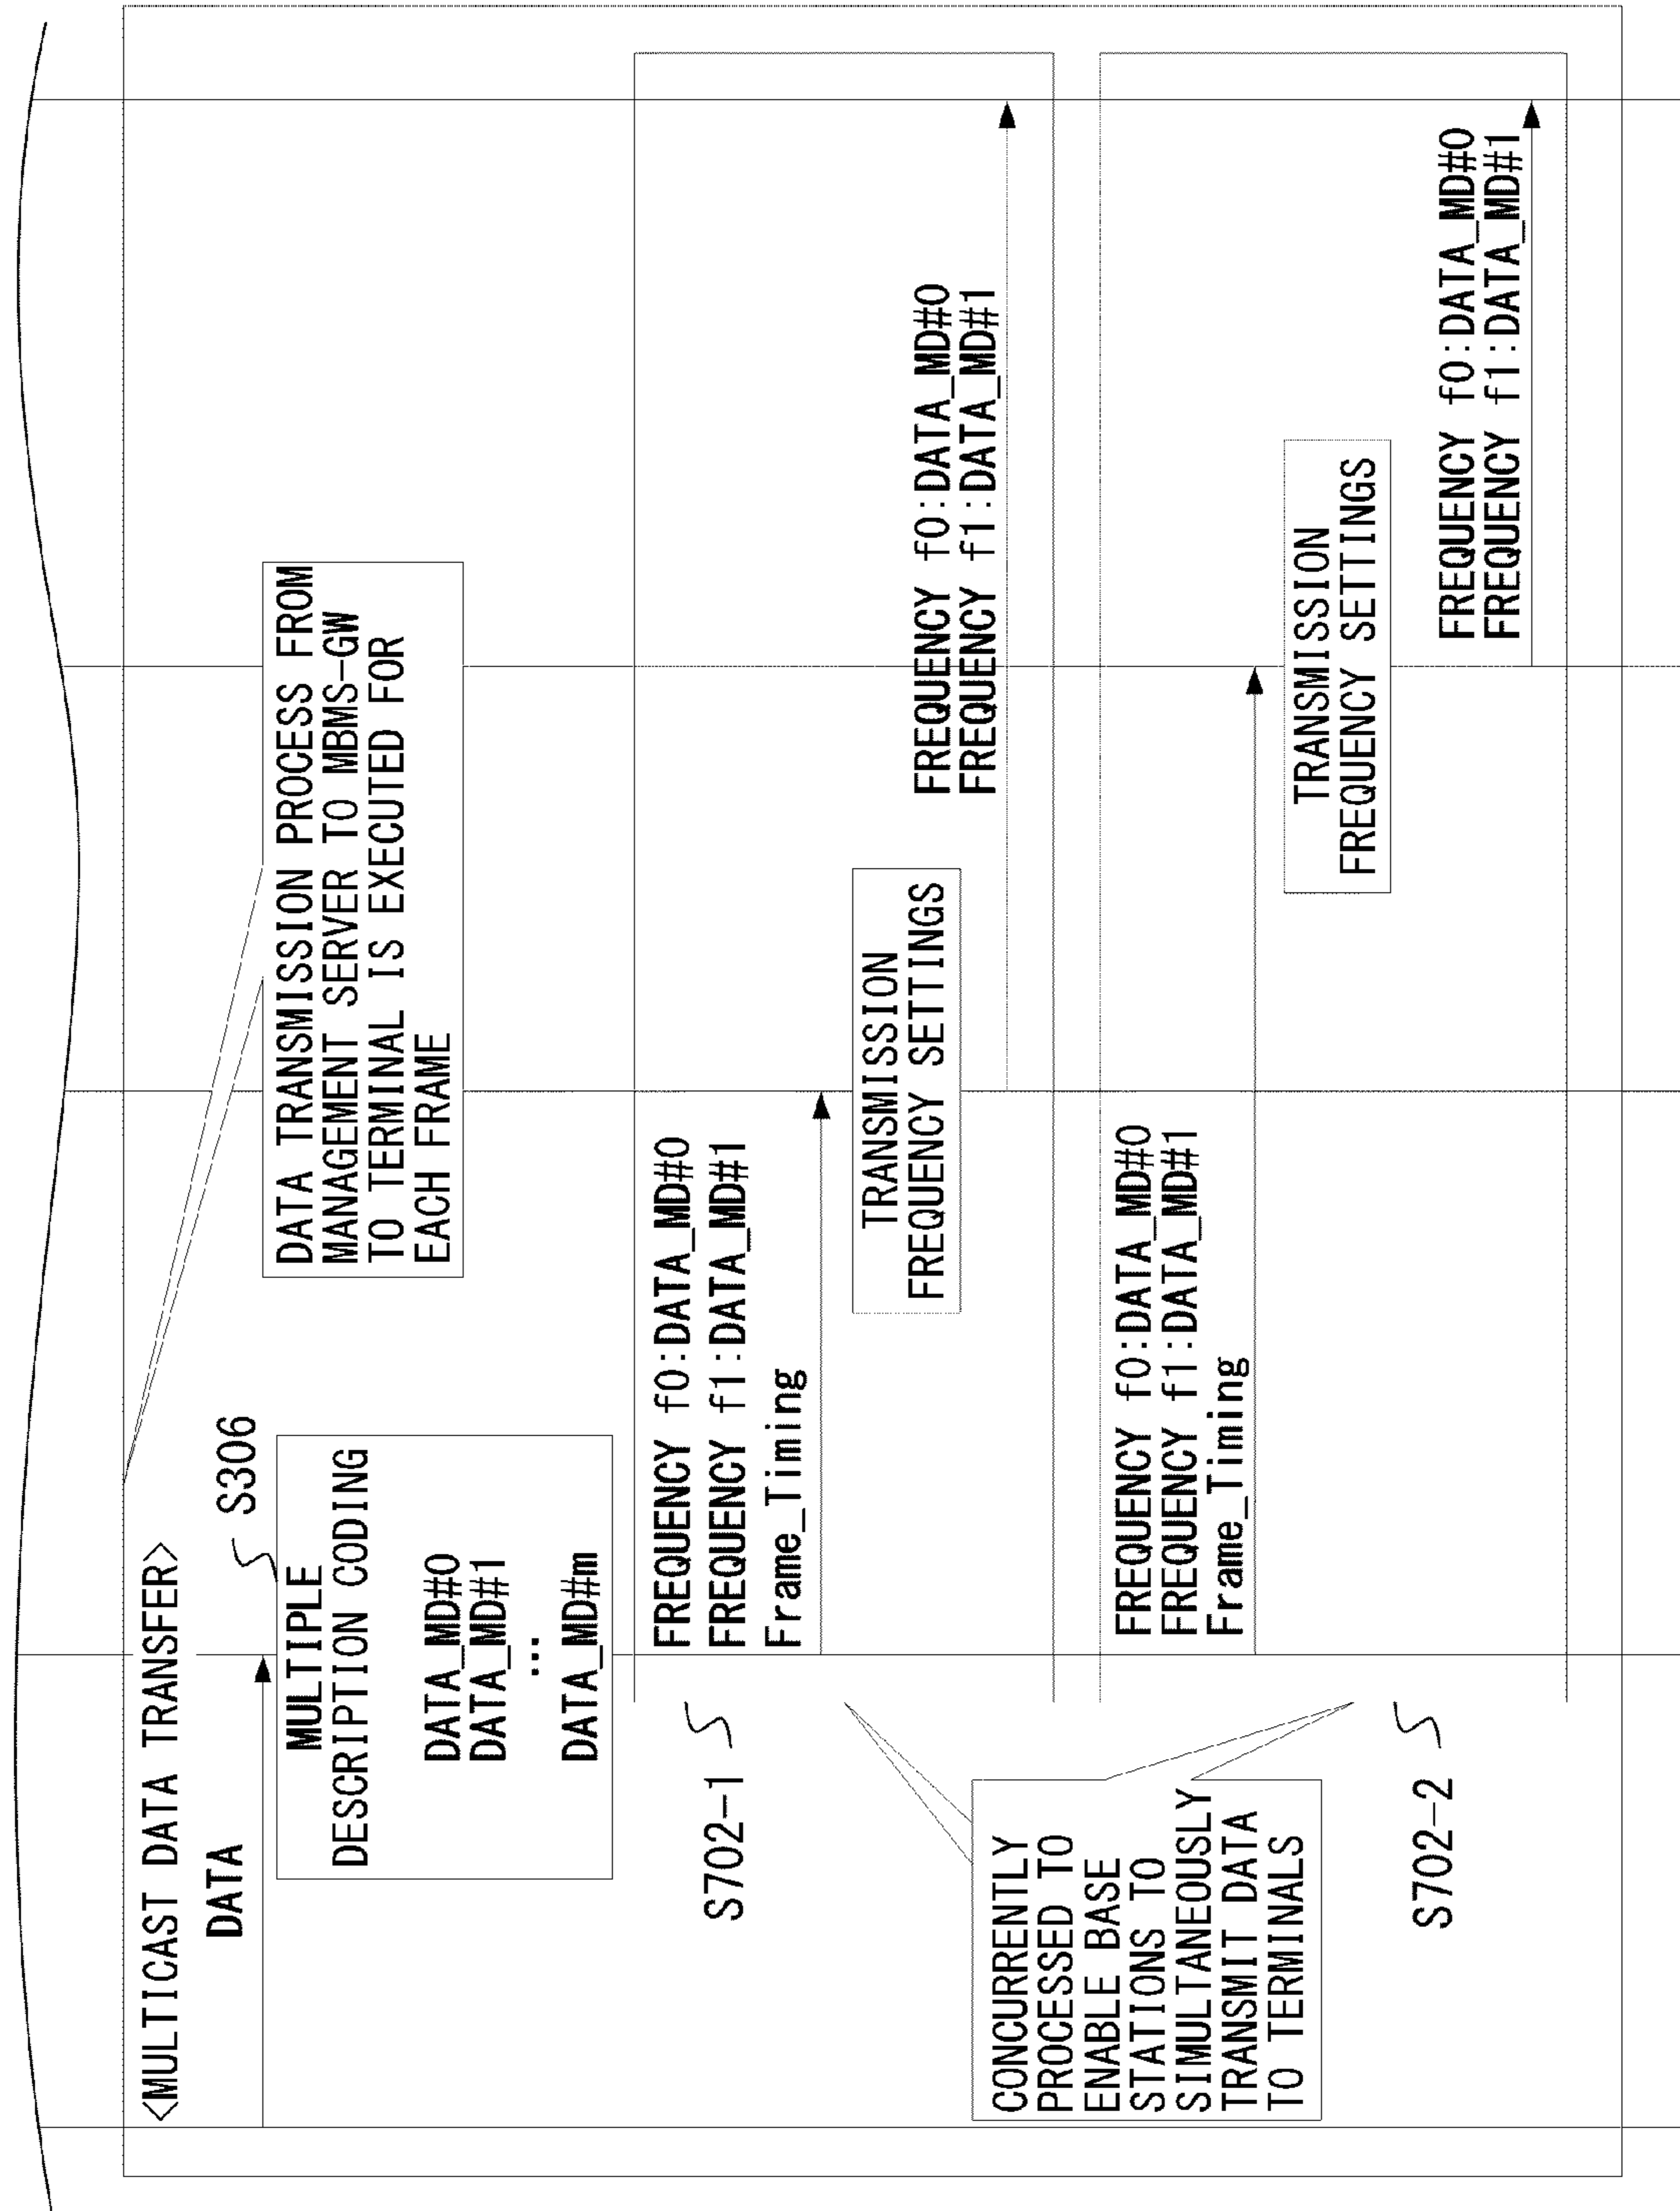 <MULTICAST DATA TRANSFER>
DATA
S306
MULTIPLE
DESCRIPTION CODING
DATA_MD#0
DATA_MD#1
...
DATA_MD#m
DATA TRANSMISSION PROCESS FROM
MANAGEMENT SERVER TO MBMS-GW
TO TERMINAL IS EXECUTED FOR
EACH FRAME
S702-1
FREQUENCY f0:DATA_MD#0
FREQUENCY f1:DATA_MD#1
Frame_Timing
TRANSMISSION
FREQUENCY SETTINGS
FREQUENCY f0:DATA_MD#0
FREQUENCY f1:DATA_MD#1
CONCURRENTLY
PROCESSED TO
ENABLE BASE
STATIONS TO
SIMULTANEOUSLY
TRANSMIT DATA
TO TERMINALS
S702-2
FREQUENCY f0:DATA_MD#0
FREQUENCY f1:DATA_MD#1
Frame_Timing
TRANSMISSION
FREQUENCY SETTINGS
FREQUENCY f0:DATA_MD#0
FREQUENCY f1:DATA_MD#1